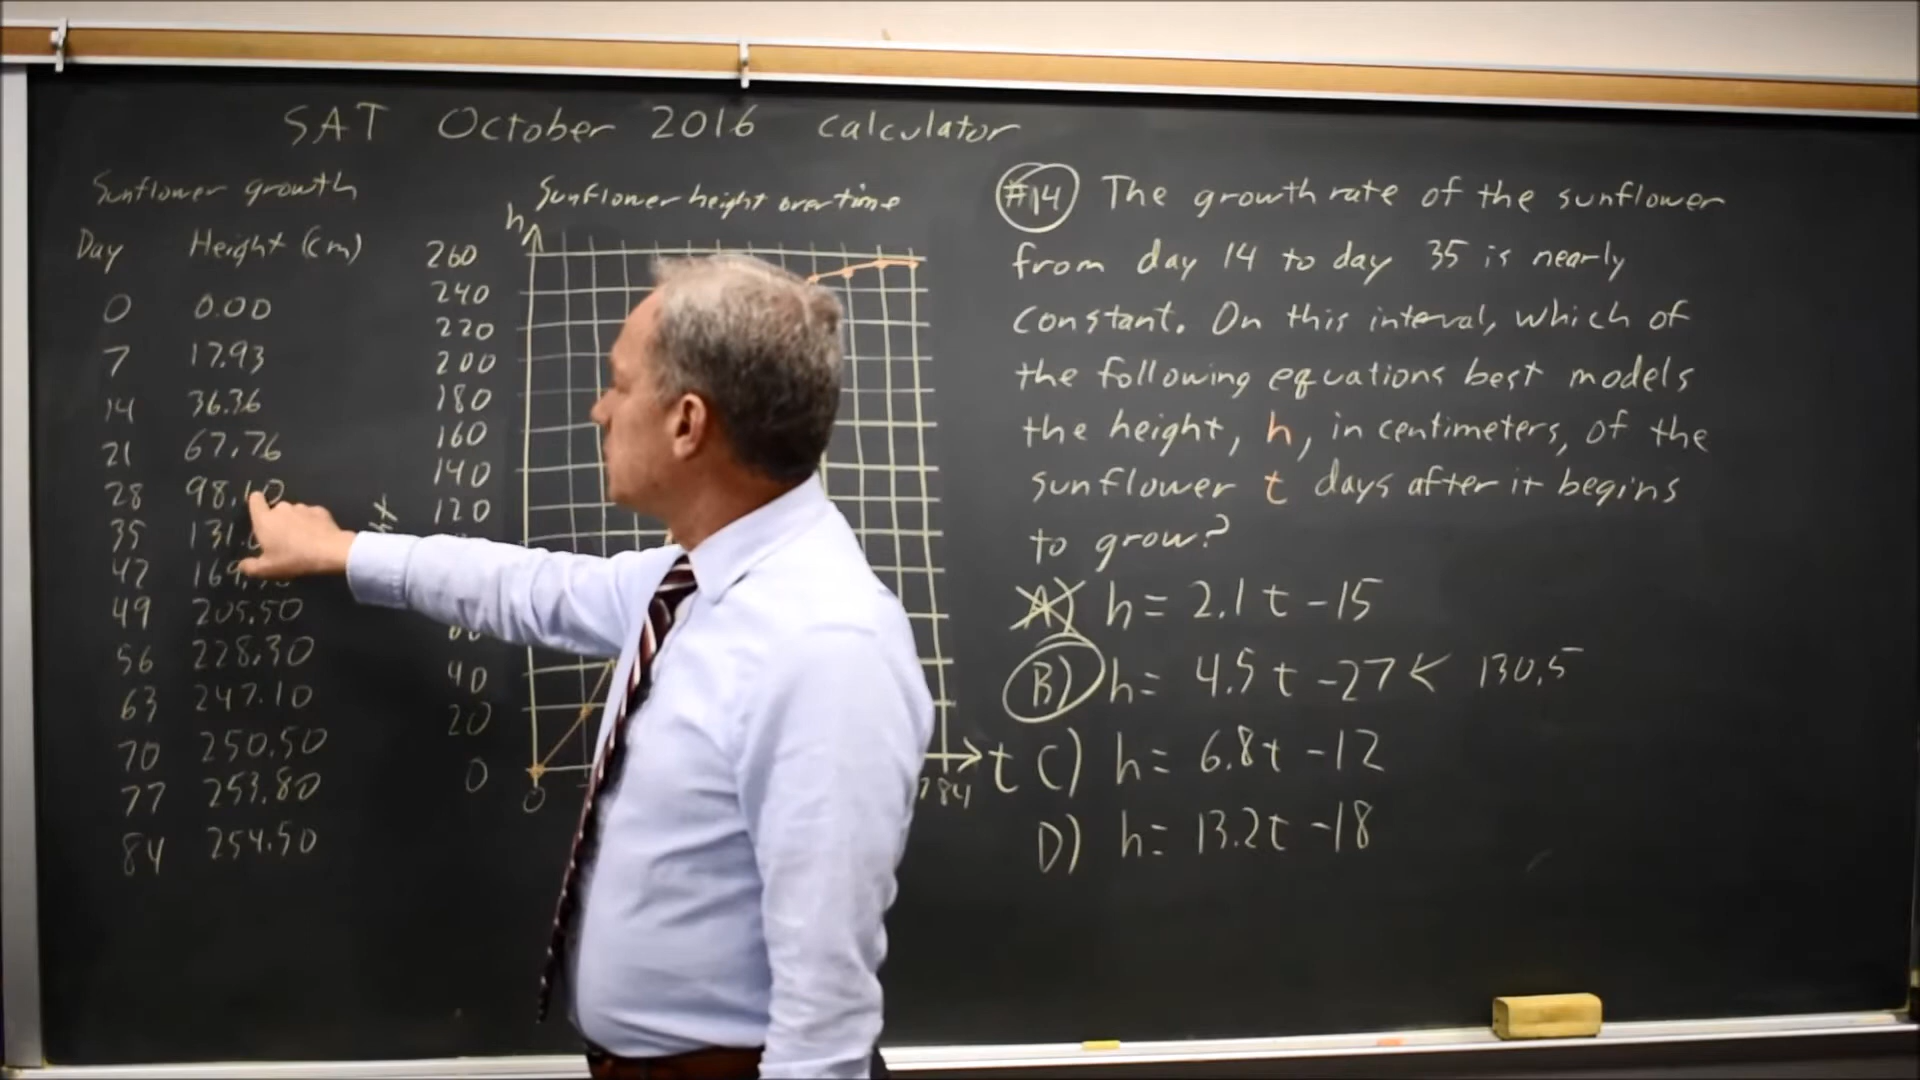 SAT October 2016 Calculator
Sunflower growth
Day Height (cm)
0 0.00
7 17.93
14 36.36
21 67.76
28 98.10
35 131.
42 169.
49 205.50
56 228.30
63 247.10
70 250.50
77 253.80
84 254.50
Sunflower height over time
h
260
240
220
200
180
160
140
120
40
20
0
0 84 t
#14 The growth rate of the sunflower
from day 14 to day 35 is nearly
constant. On this interval, which of
the following equations best models
the height, h, in centimeters, of the
sunflower t days after it begins
to grow?
A) h = 2.1t - 15
B) h = 4.5t - 27 < 130.5
C) h = 6.8t - 12
D) h = 13.2t - 18